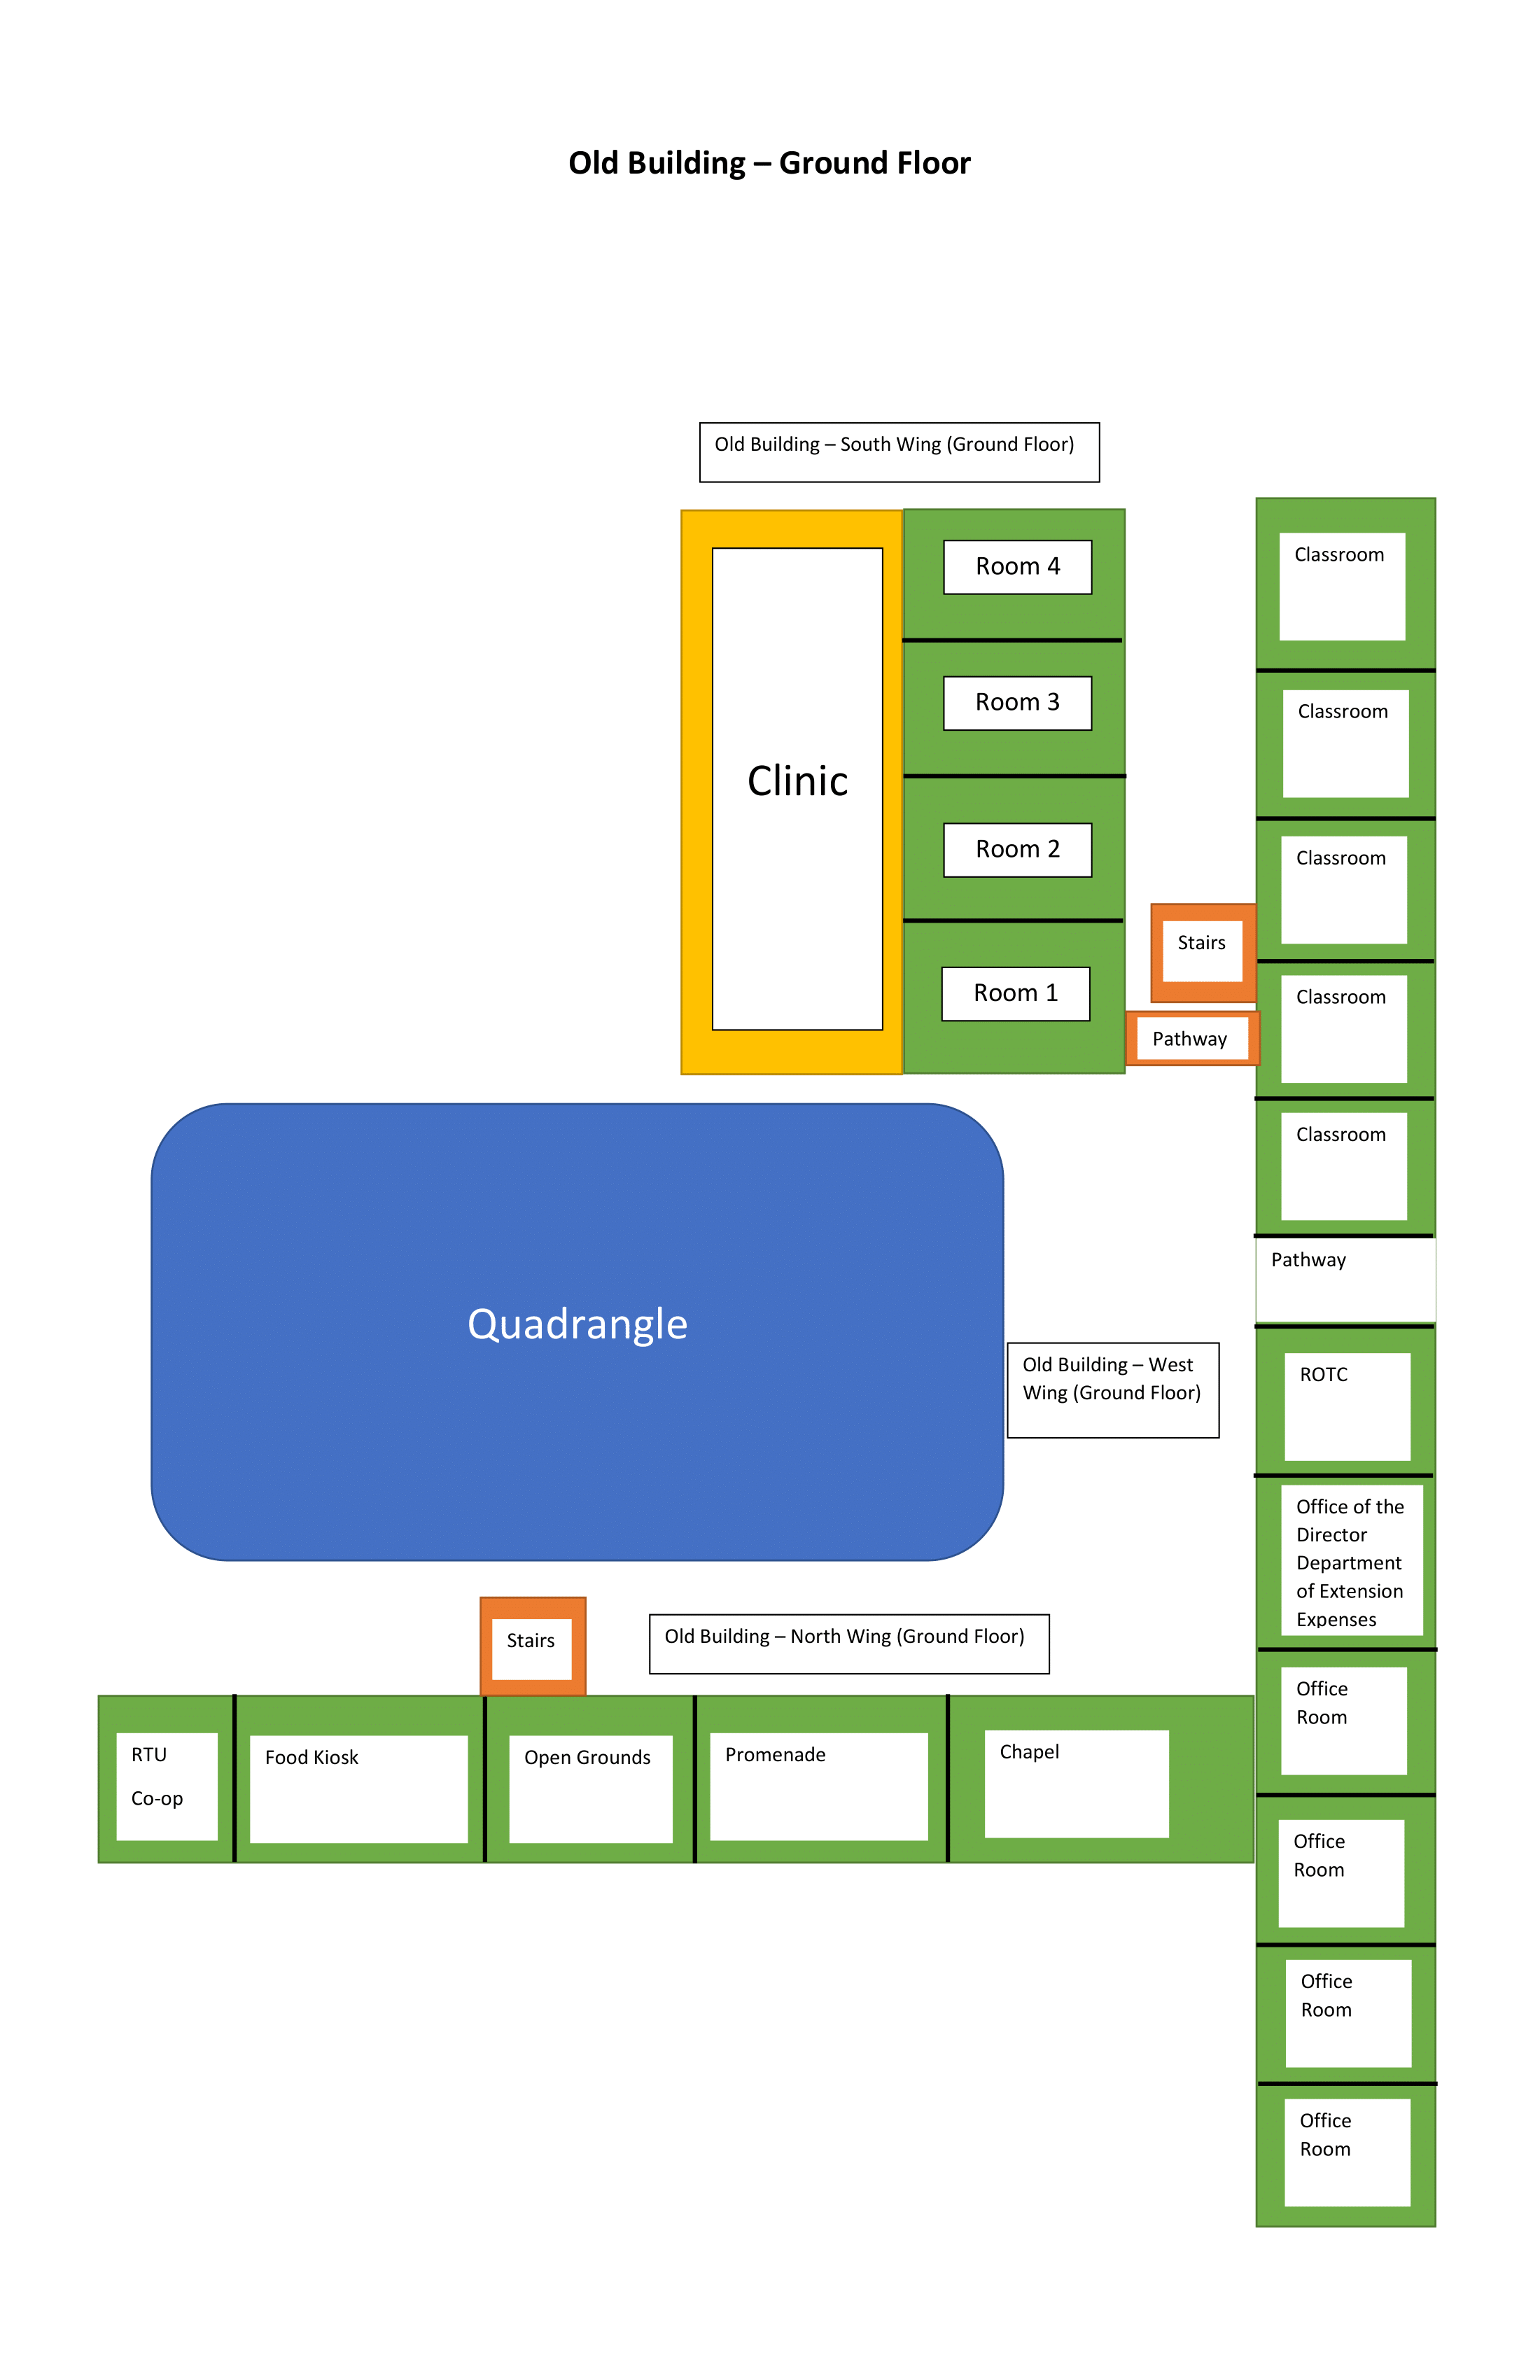 Old Building – Ground Floor
Old Building – South Wing (Ground Floor)
Clinic
Room 4
Room 3
Room 2
Room 1
Stairs
Pathway
Classroom
Classroom
Classroom
Classroom
Classroom
Pathway
Quadrangle
Old Building – West
Wing (Ground Floor)
ROTC
Office of the
Director
Department
of Extension
Expenses
Office
Room
Office
Room
Office
Room
Office
Room
Stairs
Old Building – North Wing (Ground Floor)
RTU
Co-op
Food Kiosk
Open Grounds
Promenade
Chapel